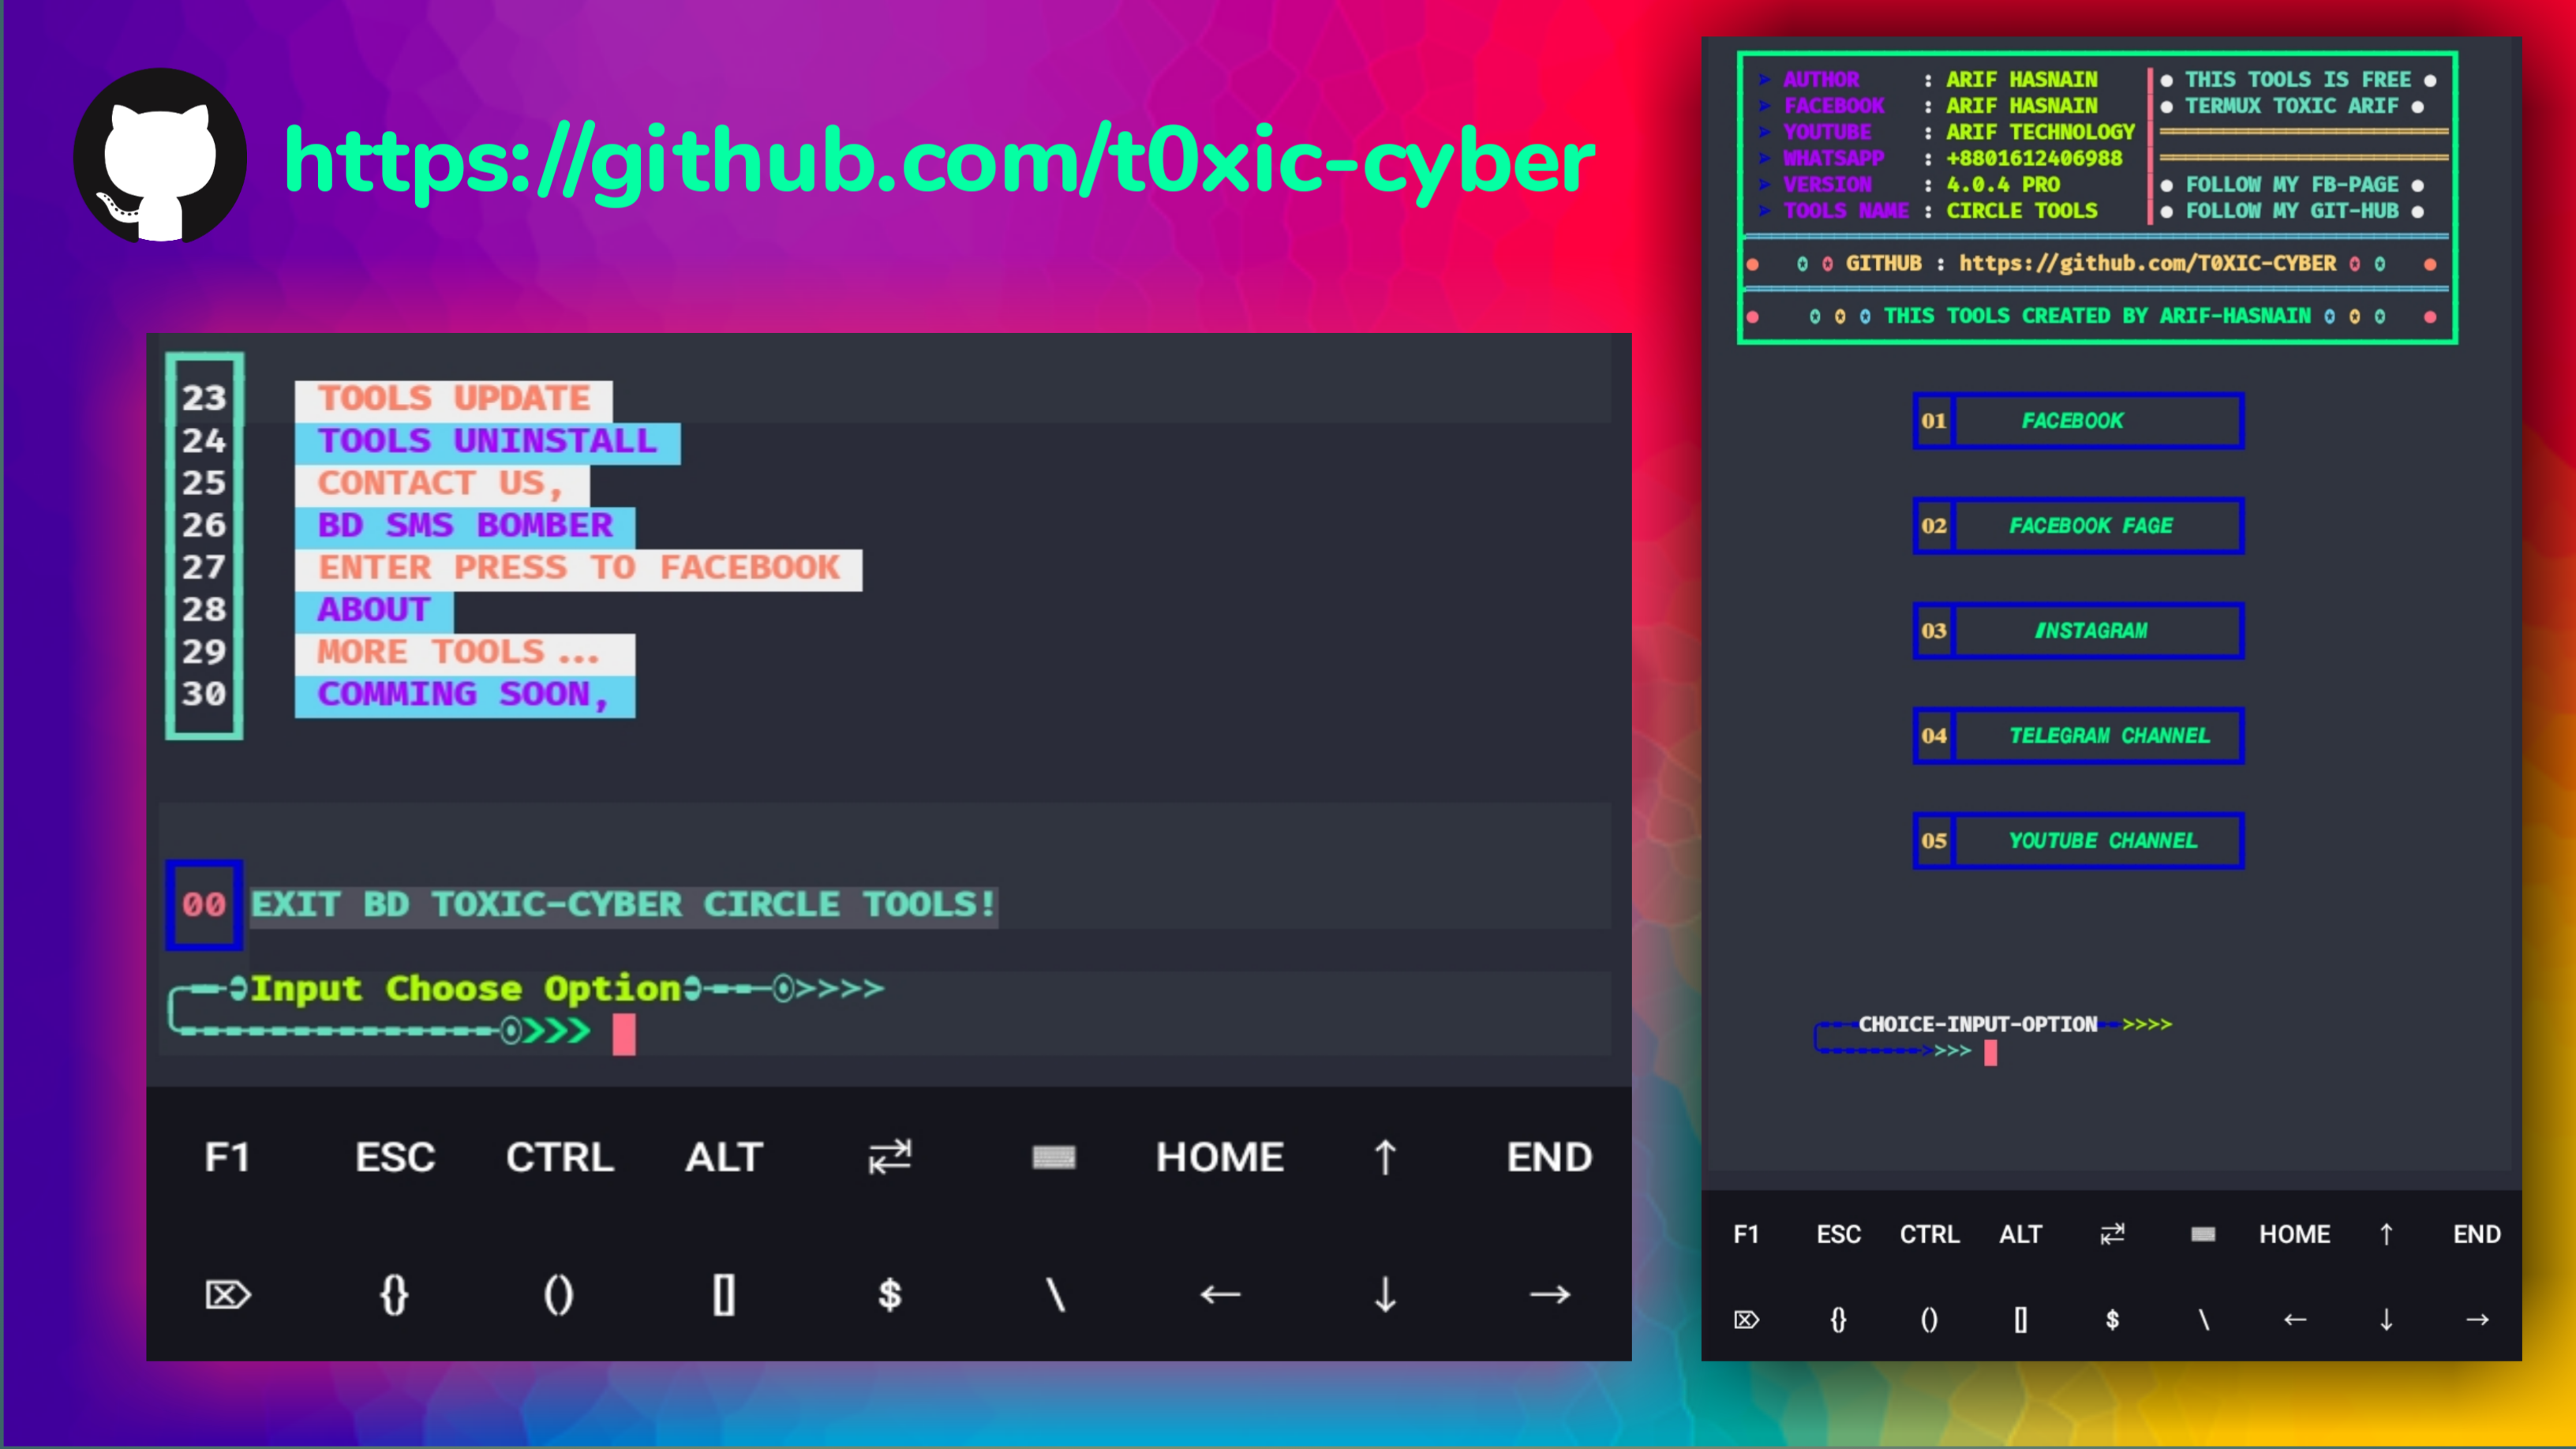 https://github.com/t0xic-cyber
23 TOOLS UPDATE
24 TOOLS UNINSTALL
25 CONTACT US,
26 BD SMS BOMBER
27 ENTER PRESS TO FACEBOOK
28 ABOUT
29 MORE TOOLS...
30 COMMING SOON,
00 EXIT BD TOXIC-CYBER CIRCLE TOOLS!
Input Choose Option >>>>
>>>
F1 ESC CTRL ALT HOME ↑ END
{} () [] $ \ ← ↓ →
➤ AUTHOR : ARIF HASNAIN ● THIS TOOLS IS FREE ●
➤ FACEBOOK : ARIF HASNAIN ● TERMUX TOXIC ARIF ●
➤ YOUTUBE : ARIF TECHNOLOGY
➤ WHATSAPP : +8801612406988
➤ VERSION : 4.0.4 PRO ● FOLLOW MY FB-PAGE ●
➤ TOOLS NAME : CIRCLE TOOLS ● FOLLOW MY GIT-HUB ●
GITHUB : https://github.com/T0XIC-CYBER
THIS TOOLS CREATED BY ARIF-HASNAIN
01 FACEBOOK
02 FACEBOOK FAGE
03 INSTAGRAM
04 TELEGRAM CHANNEL
05 YOUTUBE CHANNEL
CHOICE-INPUT-OPTION >>>>
>>>>
F1 ESC CTRL ALT HOME ↑ END
{} () [] $ \ ← ↓ →